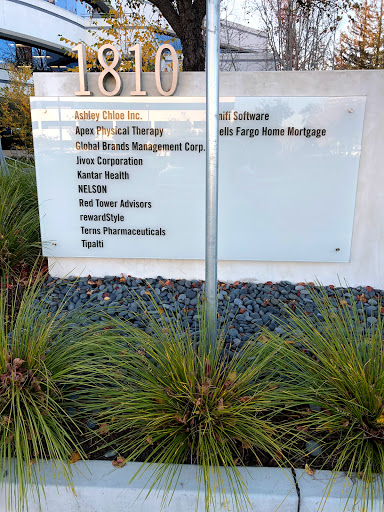 1810
Ashley Chloe Inc.
Apex Physical Therapy
Global Brands Management Corp.
Jivox Corporation
Kantar Health
NELSON
Red Tower Advisors
rewardStyle
Terns Pharmaceuticals
Tipalti
nifi Software
ells Fargo Home Mortgage